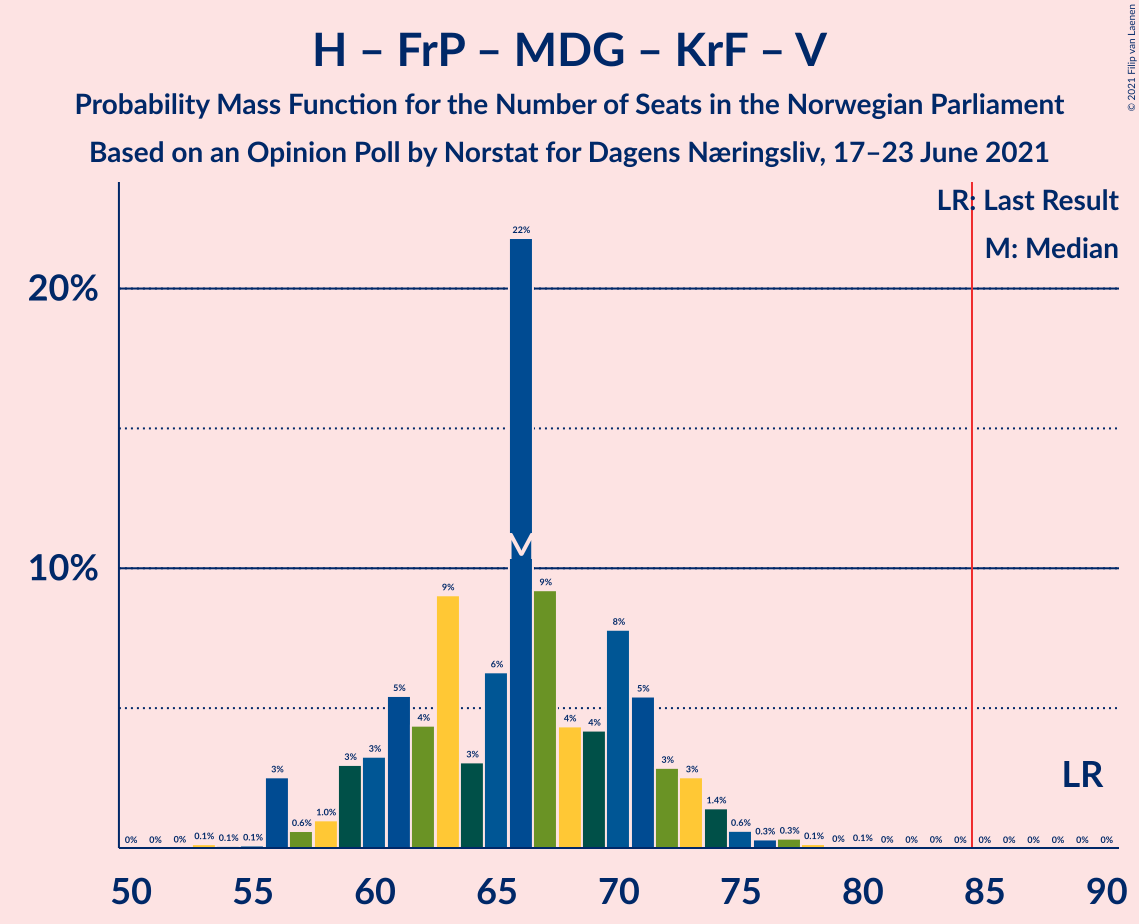 H – FrP – MDG – KrF – V
Probability Mass Function for the Number of Seats in the Norwegian Parliament
Based on an Opinion Poll by Norstat for Dagens Næringsliv, 17–23 June 2021
© 2021 Filip van Laenen
LR: Last Result
M: Median
20%
10%
0% 0% 0% 0.1% 0.1% 0.1% 3% 0.6% 1.0% 3% 3% 5% 4% 9% 3% 6% 22% 9% 4% 4% 8% 5% 3% 3% 1.4% 0.6% 0.3% 0.3% 0.1% 0% 0.1% 0% 0% 0% 0% 0% 0% 0% 0% 0% 0%
M
LR
50 55 60 65 70 75 80 85 90